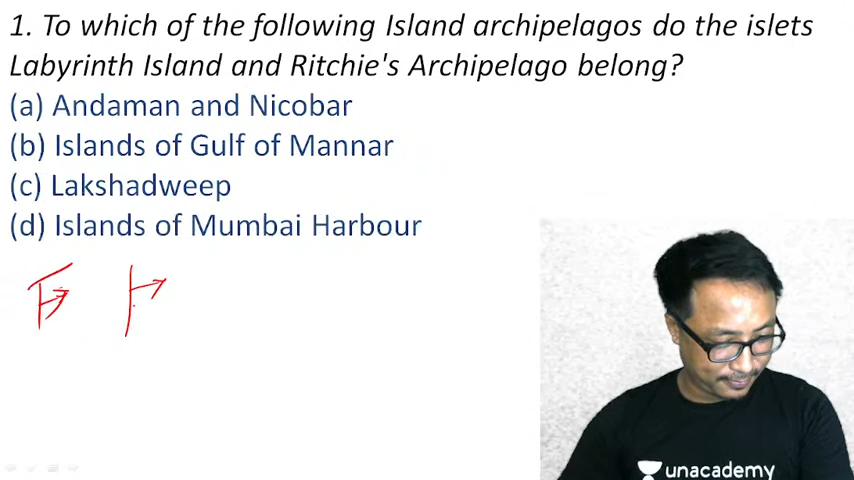 1. To which of the following Island archipelagos do the islets
Labyrinth Island and Ritchie's Archipelago belong?
(a) Andaman and Nicobar
(b) Islands of Gulf of Mannar
(c) Lakshadweep
(d) Islands of Mumbai Harbour
unacademy